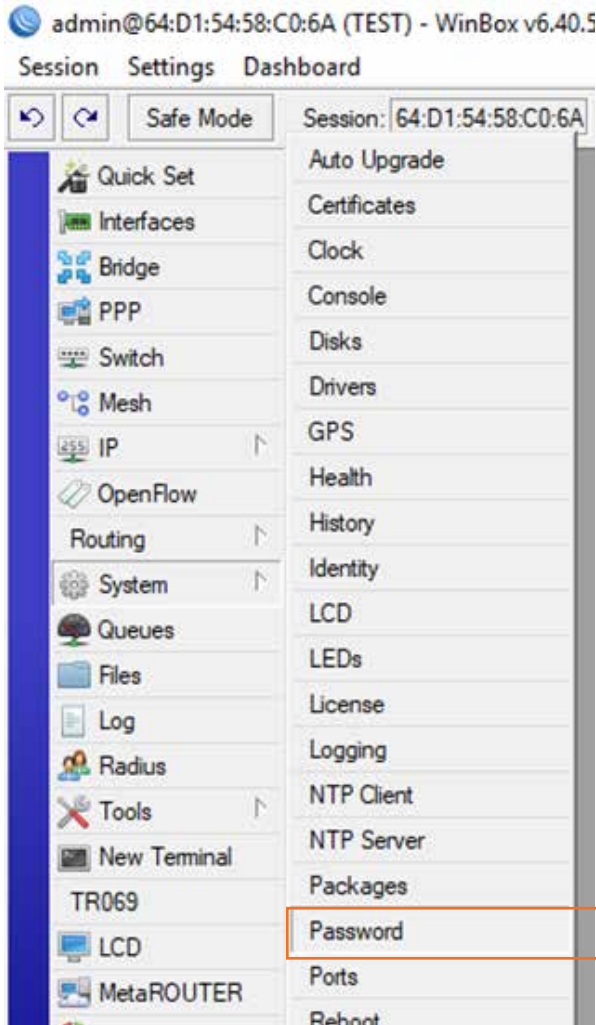 admin@64:D1:54:58:C0:6A (TEST) - WinBox v6.40.5
Session Settings Dashboard
Safe Mode Session: 64:D1:54:58:C0:6A
Quick Set
Interfaces
Bridge
PPP
Switch
Mesh
IP
OpenFlow
Routing
System
Queues
Files
Log
Radius
Tools
New Terminal
TR069
LCD
MetaROUTER
Auto Upgrade
Certificates
Clock
Console
Disks
Drivers
GPS
Health
History
Identity
LCD
LEDs
License
Logging
NTP Client
NTP Server
Packages
Password
Ports
Reboot